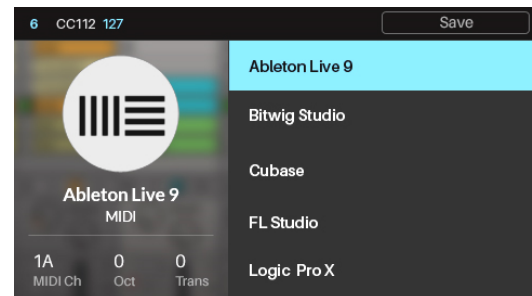 6 CC112 127 Save
Ableton Live 9
MIDI
1A 0 0
MIDI Ch Oct Trans
Ableton Live 9
Bitwig Studio
Cubase
FL Studio
Logic Pro X